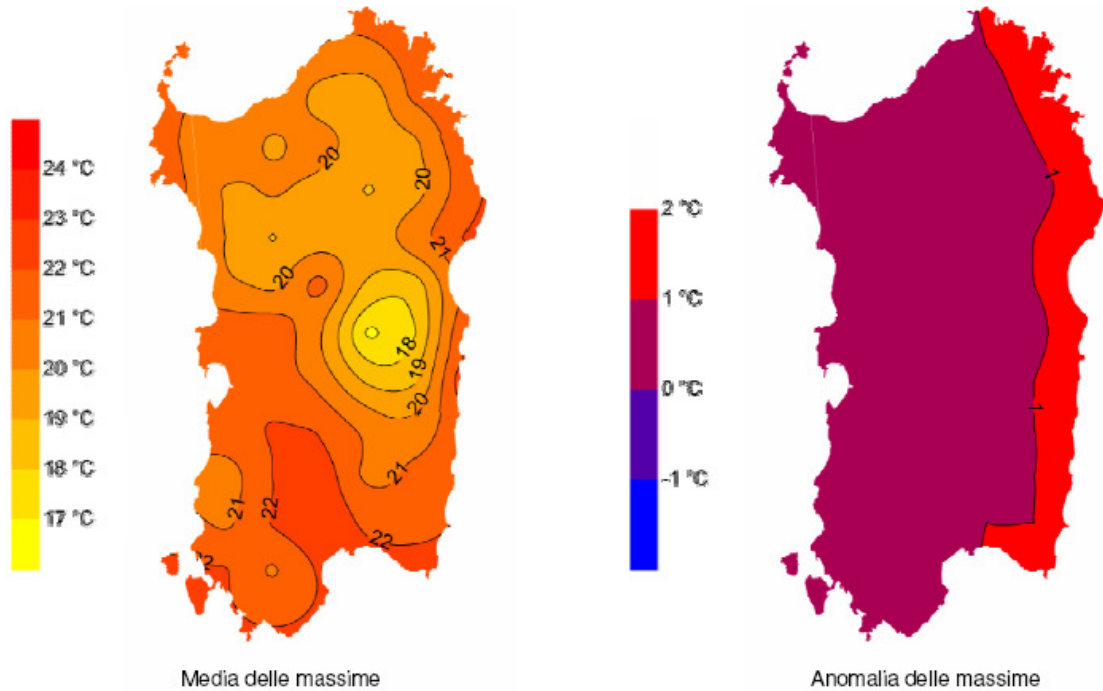 24 °C
23 °C
22 °C
21 °C
20 °C
19 °C
18 °C
17 °C
20
20
21
20
18
19
20
21
21
22
22
2
Media delle massime
2 °C
1 °C
0 °C
-1 °C
1
1
Anomalia delle massime